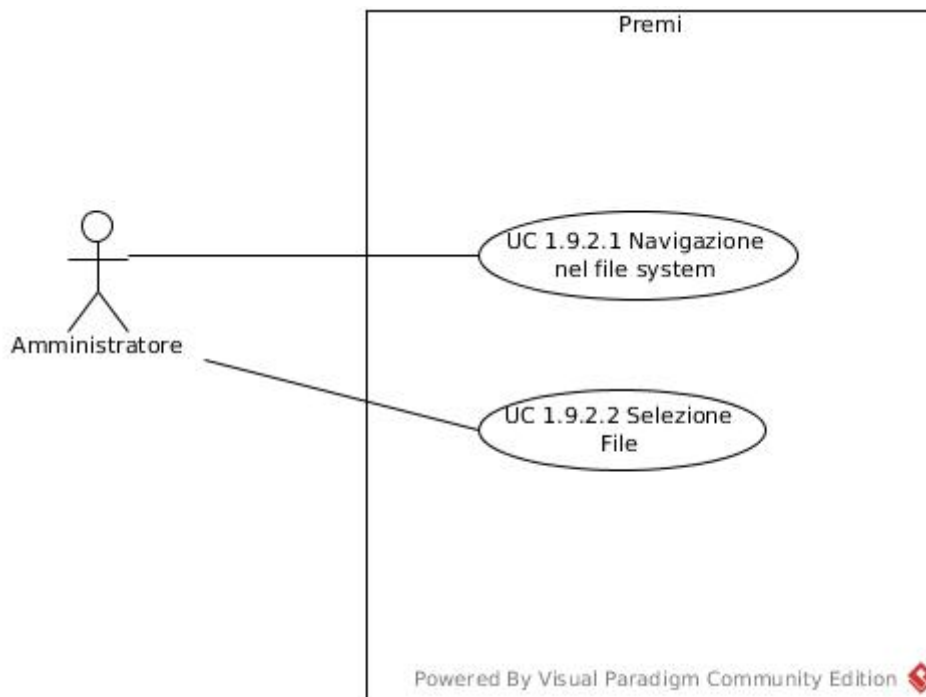 Premi
UC 1.9.2.1 Navigazione
nel file system
Amministratore
UC 1.9.2.2 Selezione
File
Powered By Visual Paradigm Community Edition